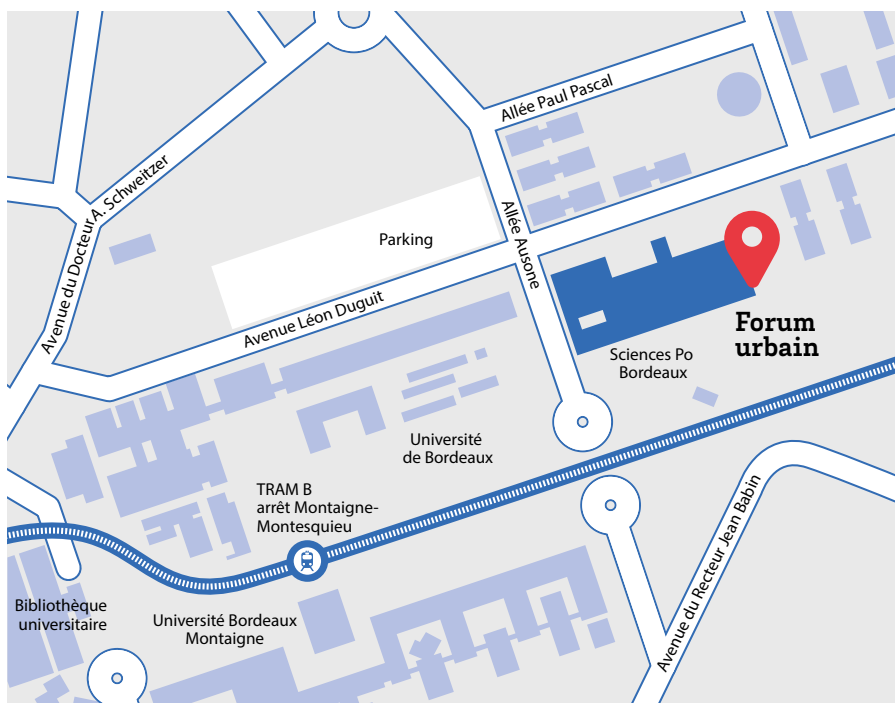 Allée Paul Pascal
Avenue du Docteur A. Schweitzer
Allée Ausone
Parking
Avenue Léon Duguit
Forum
urbain
Sciences Po
Bordeaux
Université
de Bordeaux
TRAM B
arrêt Montaigne-
Montesquieu
Avenue du Recteur Jean Babin
Bibliothèque
universitaire
Université Bordeaux
Montaigne